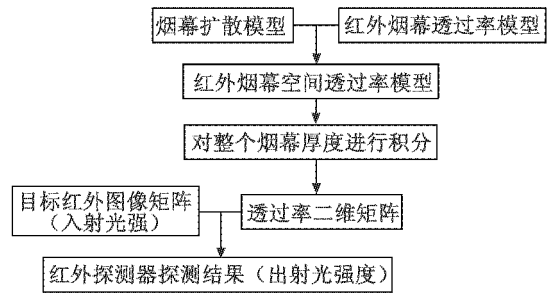 烟幕扩散模型
红外烟幕透过率模型
红外烟幕空间透过率模型
对整个烟幕厚度进行积分
目标红外图像矩阵
（入射光强）
透过率二维矩阵
红外探测器探测结果（出射光强度）